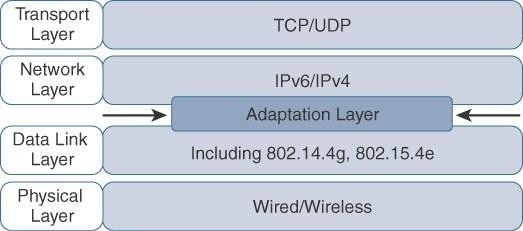 Transport
Layer
TCP/UDP
Network
Layer
IPv6/IPv4
Adaptation Layer
Data Link
Layer
Including 802.14.4g, 802.15.4e
Physical
Layer
Wired/Wireless